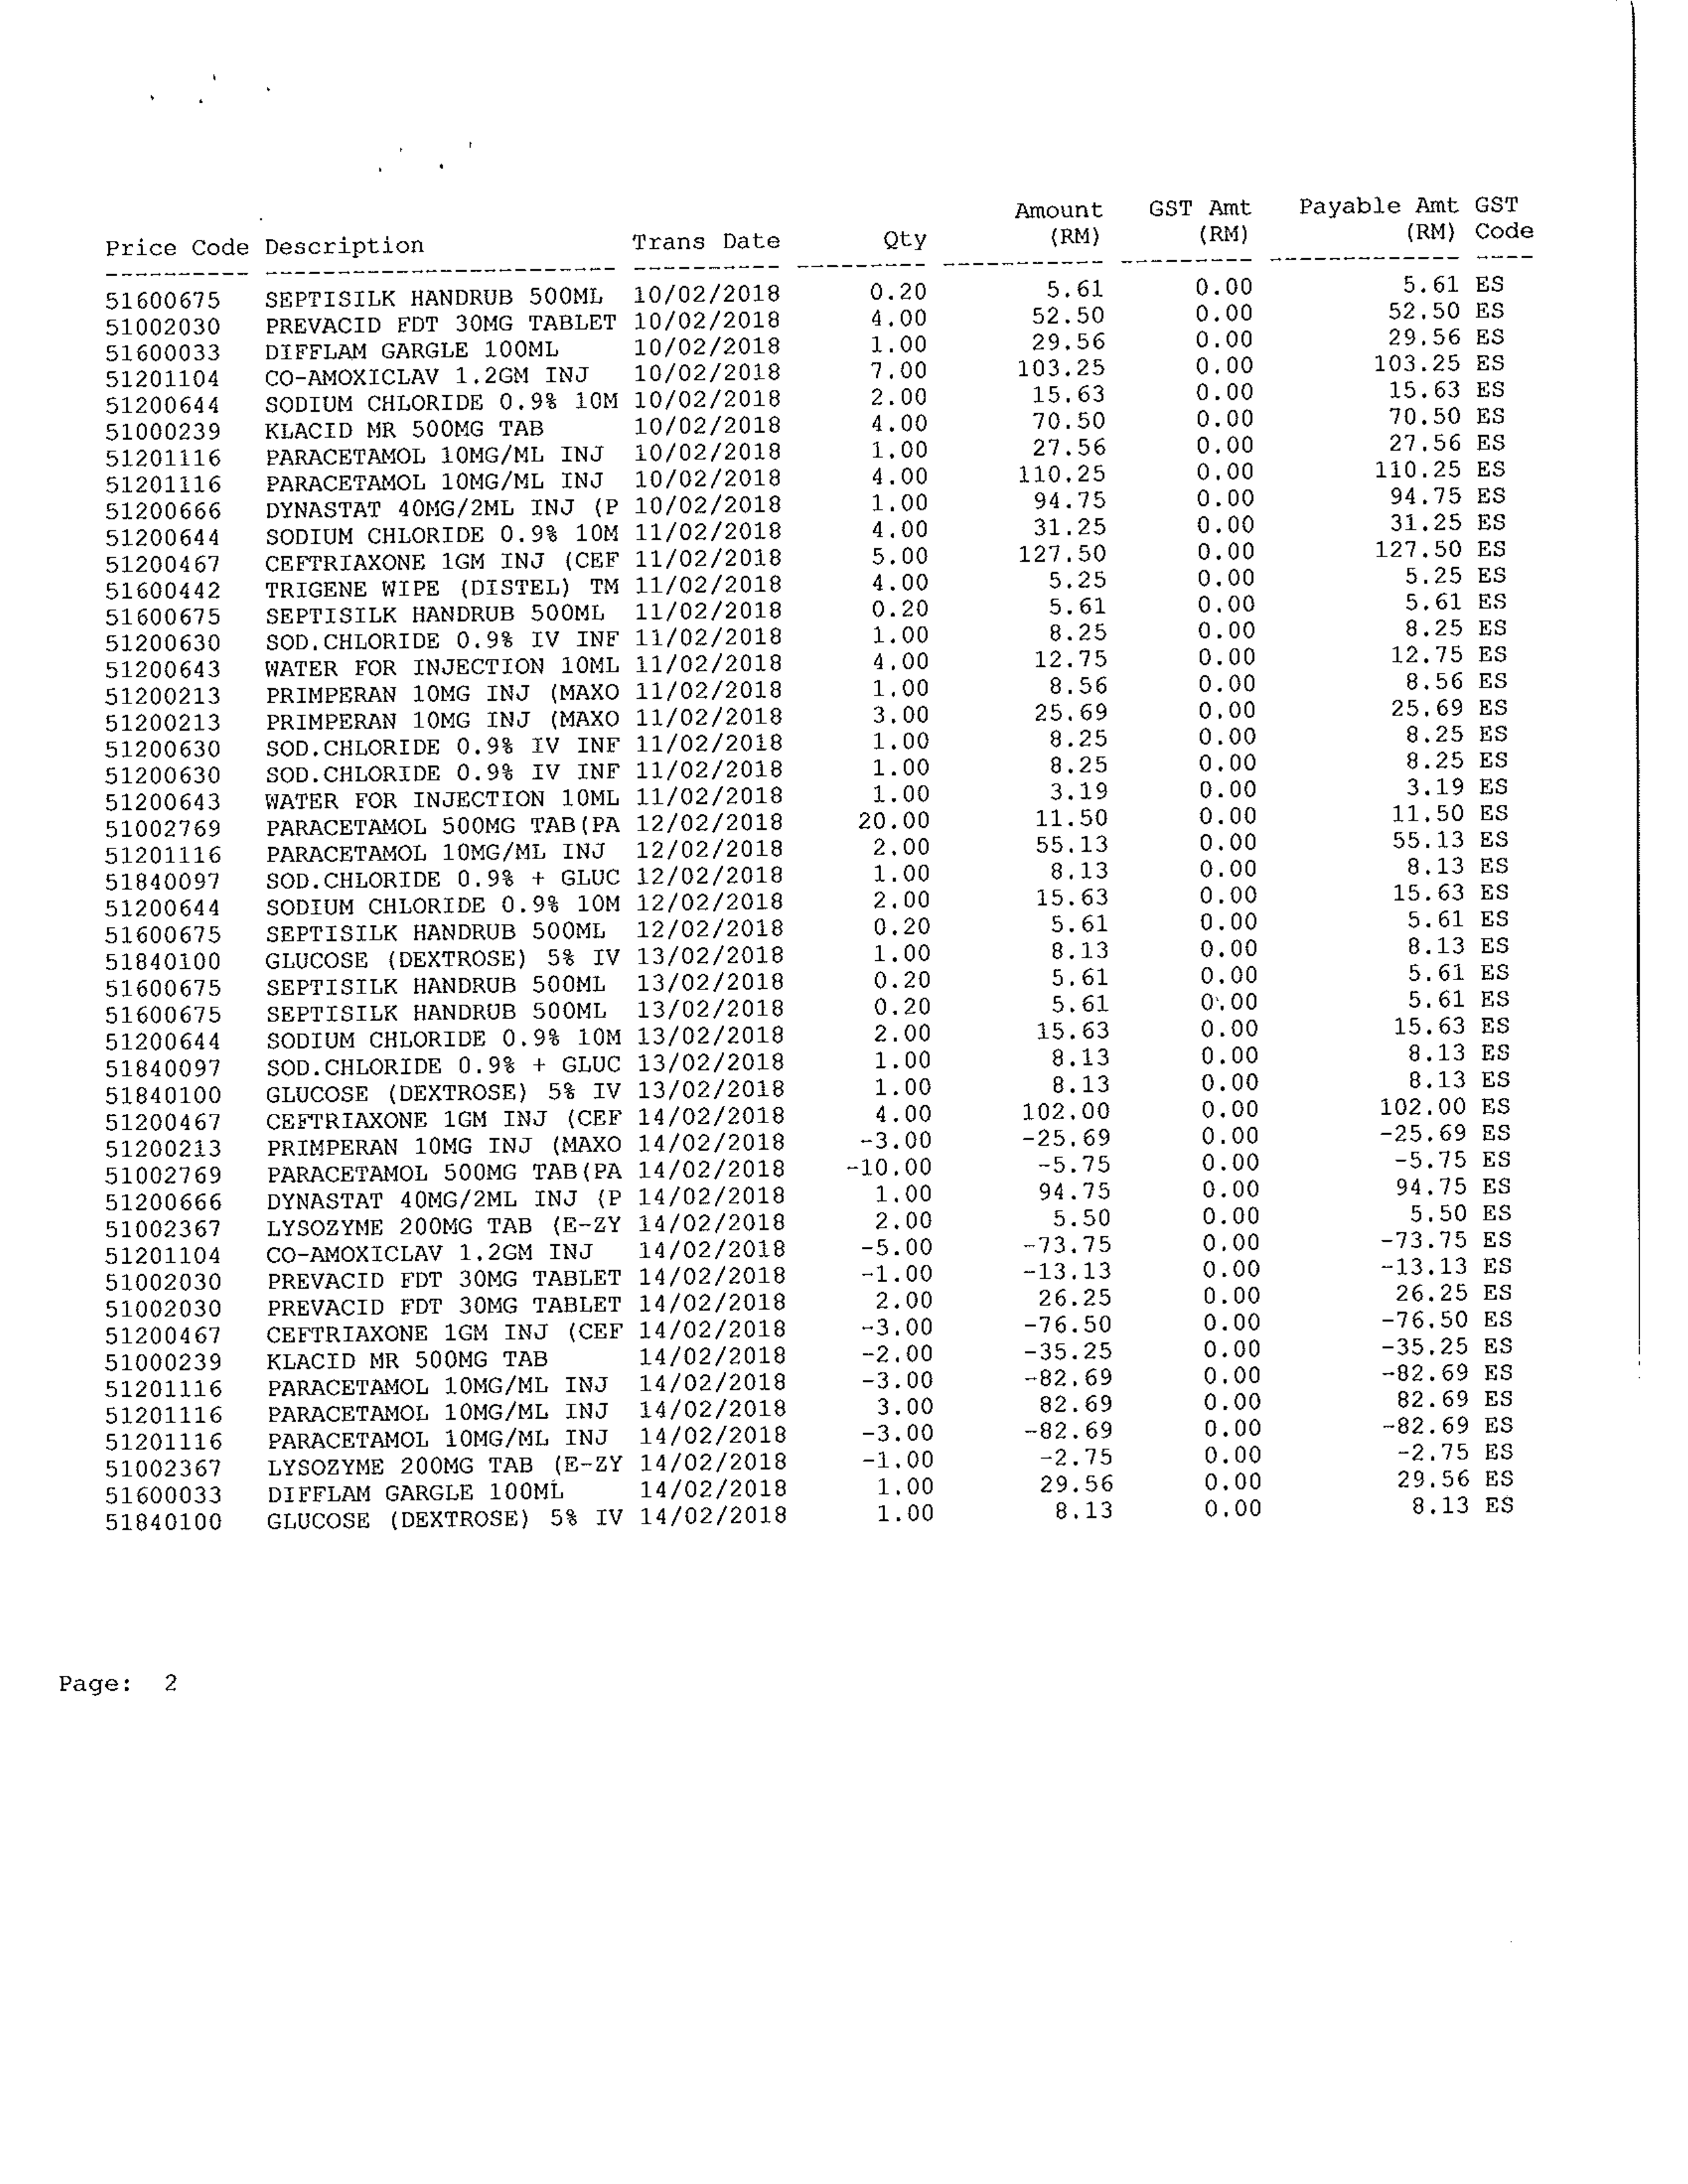 Amount GST Amt Payable Amt GST
Price Code Description Trans Date Qty (RM) (RM) (RM) Code
---------- ------------------------ ---------- --------- ----------- --------- ------------- ----
51600675 SEPTISILK HANDRUB 500ML 10/02/2018 0.20 5.61 0.00 5.61 ES
51002030 PREVACID FDT 30MG TABLET 10/02/2018 4.00 52.50 0.00 52.50 ES
51600033 DIFFLAM GARGLE 100ML 10/02/2018 1.00 29.56 0.00 29.56 ES
51201104 CO-AMOXICLAV 1.2GM INJ 10/02/2018 7.00 103.25 0.00 103.25 ES
51200644 SODIUM CHLORIDE 0.9% 10M 10/02/2018 2.00 15.63 0.00 15.63 ES
51000239 KLACID MR 500MG TAB 10/02/2018 4.00 70.50 0.00 70.50 ES
51201116 PARACETAMOL 10MG/ML INJ 10/02/2018 1.00 27.56 0.00 27.56 ES
51201116 PARACETAMOL 10MG/ML INJ 10/02/2018 4.00 110.25 0.00 110.25 ES
51200666 DYNASTAT 40MG/2ML INJ (P 10/02/2018 1.00 94.75 0.00 94.75 ES
51200644 SODIUM CHLORIDE 0.9% 10M 11/02/2018 4.00 31.25 0.00 31.25 ES
51200467 CEFTRIAXONE 1GM INJ (CEF 11/02/2018 5.00 127.50 0.00 127.50 ES
51600442 TRIGENE WIPE (DISTEL) TM 11/02/2018 4.00 5.25 0.00 5.25 ES
51600675 SEPTISILK HANDRUB 500ML 11/02/2018 0.20 5.61 0.00 5.61 ES
51200630 SOD.CHLORIDE 0.9% IV INF 11/02/2018 1.00 8.25 0.00 8.25 ES
51200643 WATER FOR INJECTION 10ML 11/02/2018 4.00 12.75 0.00 12.75 ES
51200213 PRIMPERAN 10MG INJ (MAXO 11/02/2018 1.00 8.56 0.00 8.56 ES
51200213 PRIMPERAN 10MG INJ (MAXO 11/02/2018 3.00 25.69 0.00 25.69 ES
51200630 SOD.CHLORIDE 0.9% IV INF 11/02/2018 1.00 8.25 0.00 8.25 ES
51200630 SOD.CHLORIDE 0.9% IV INF 11/02/2018 1.00 8.25 0.00 8.25 ES
51200643 WATER FOR INJECTION 10ML 11/02/2018 1.00 3.19 0.00 3.19 ES
51002769 PARACETAMOL 500MG TAB(PA 12/02/2018 20.00 11.50 0.00 11.50 ES
51201116 PARACETAMOL 10MG/ML INJ 12/02/2018 2.00 55.13 0.00 55.13 ES
51840097 SOD.CHLORIDE 0.9% + GLUC 12/02/2018 1.00 8.13 0.00 8.13 ES
51200644 SODIUM CHLORIDE 0.9% 10M 12/02/2018 2.00 15.63 0.00 15.63 ES
51600675 SEPTISILK HANDRUB 500ML 12/02/2018 0.20 5.61 0.00 5.61 ES
51840100 GLUCOSE (DEXTROSE) 5% IV 13/02/2018 1.00 8.13 0.00 8.13 ES
51600675 SEPTISILK HANDRUB 500ML 13/02/2018 0.20 5.61 0.00 5.61 ES
51600675 SEPTISILK HANDRUB 500ML 13/02/2018 0.20 5.61 0.00 5.61 ES
51200644 SODIUM CHLORIDE 0.9% 10M 13/02/2018 2.00 15.63 0.00 15.63 ES
51840097 SOD.CHLORIDE 0.9% + GLUC 13/02/2018 1.00 8.13 0.00 8.13 ES
51840100 GLUCOSE (DEXTROSE) 5% IV 13/02/2018 1.00 8.13 0.00 8.13 ES
51200467 CEFTRIAXONE 1GM INJ (CEF 14/02/2018 4.00 102.00 0.00 102.00 ES
51200213 PRIMPERAN 10MG INJ (MAXO 14/02/2018 -3.00 -25.69 0.00 -25.69 ES
51002769 PARACETAMOL 500MG TAB(PA 14/02/2018 -10.00 -5.75 0.00 -5.75 ES
51200666 DYNASTAT 40MG/2ML INJ (P 14/02/2018 1.00 94.75 0.00 94.75 ES
51002367 LYSOZYME 200MG TAB (E-ZY 14/02/2018 2.00 5.50 0.00 5.50 ES
51201104 CO-AMOXICLAV 1.2GM INJ 14/02/2018 -5.00 -73.75 0.00 -73.75 ES
51002030 PREVACID FDT 30MG TABLET 14/02/2018 -1.00 -13.13 0.00 -13.13 ES
51002030 PREVACID FDT 30MG TABLET 14/02/2018 2.00 26.25 0.00 26.25 ES
51200467 CEFTRIAXONE 1GM INJ (CEF 14/02/2018 -3.00 -76.50 0.00 -76.50 ES
51000239 KLACID MR 500MG TAB 14/02/2018 -2.00 -35.25 0.00 -35.25 ES
51201116 PARACETAMOL 10MG/ML INJ 14/02/2018 -3.00 -82.69 0.00 -82.69 ES
51201116 PARACETAMOL 10MG/ML INJ 14/02/2018 3.00 82.69 0.00 82.69 ES
51201116 PARACETAMOL 10MG/ML INJ 14/02/2018 -3.00 -82.69 0.00 -82.69 ES
51002367 LYSOZYME 200MG TAB (E-ZY 14/02/2018 -1.00 -2.75 0.00 -2.75 ES
51600033 DIFFLAM GARGLE 100ML 14/02/2018 1.00 29.56 0.00 29.56 ES
51840100 GLUCOSE (DEXTROSE) 5% IV 14/02/2018 1.00 8.13 0.00 8.13 ES
Page: 2